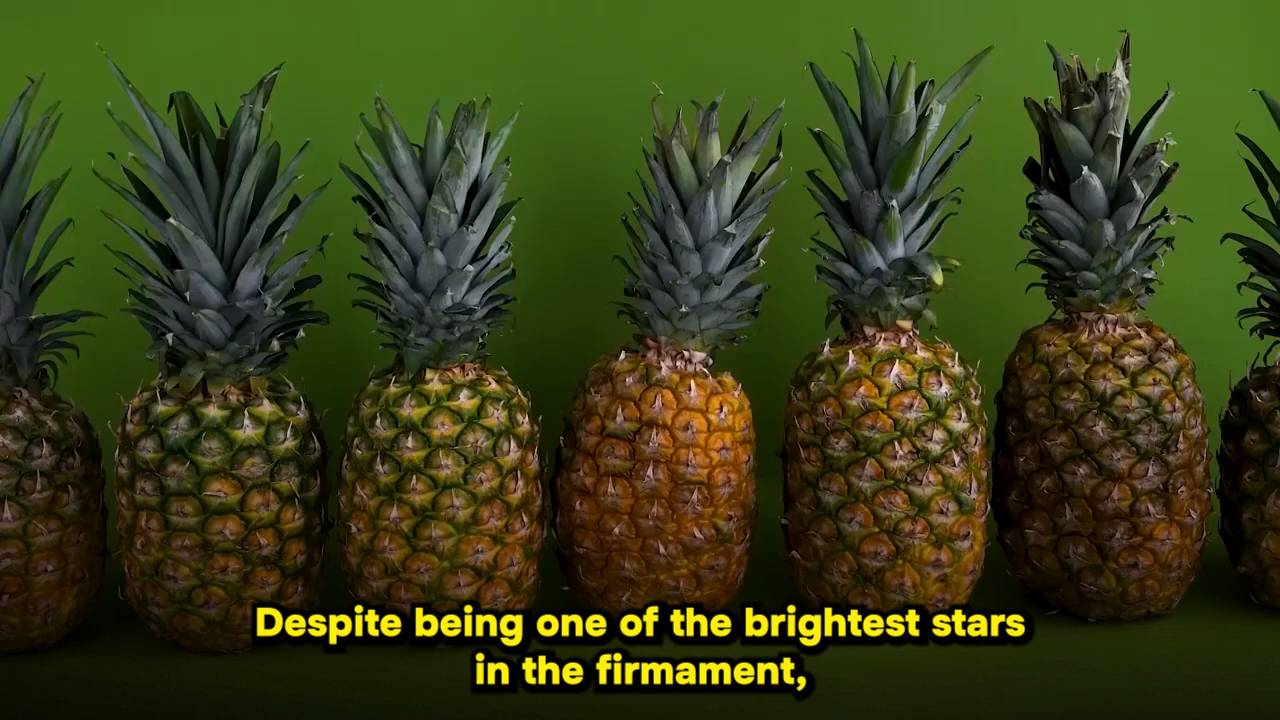 Despite being one of the brightest stars
in the firmament,